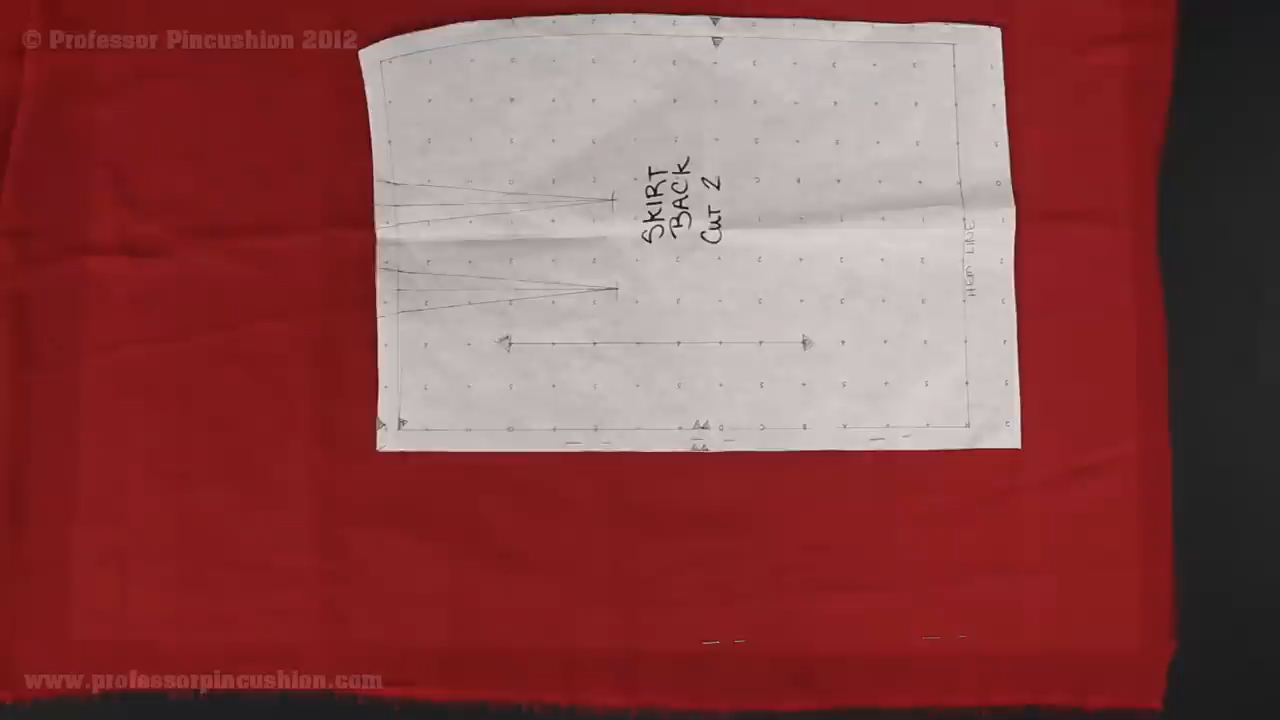 © Professor Pincushion 2012
SKIRT
BACK
Cut 2
HEM LINE
www.professorpincushion.com